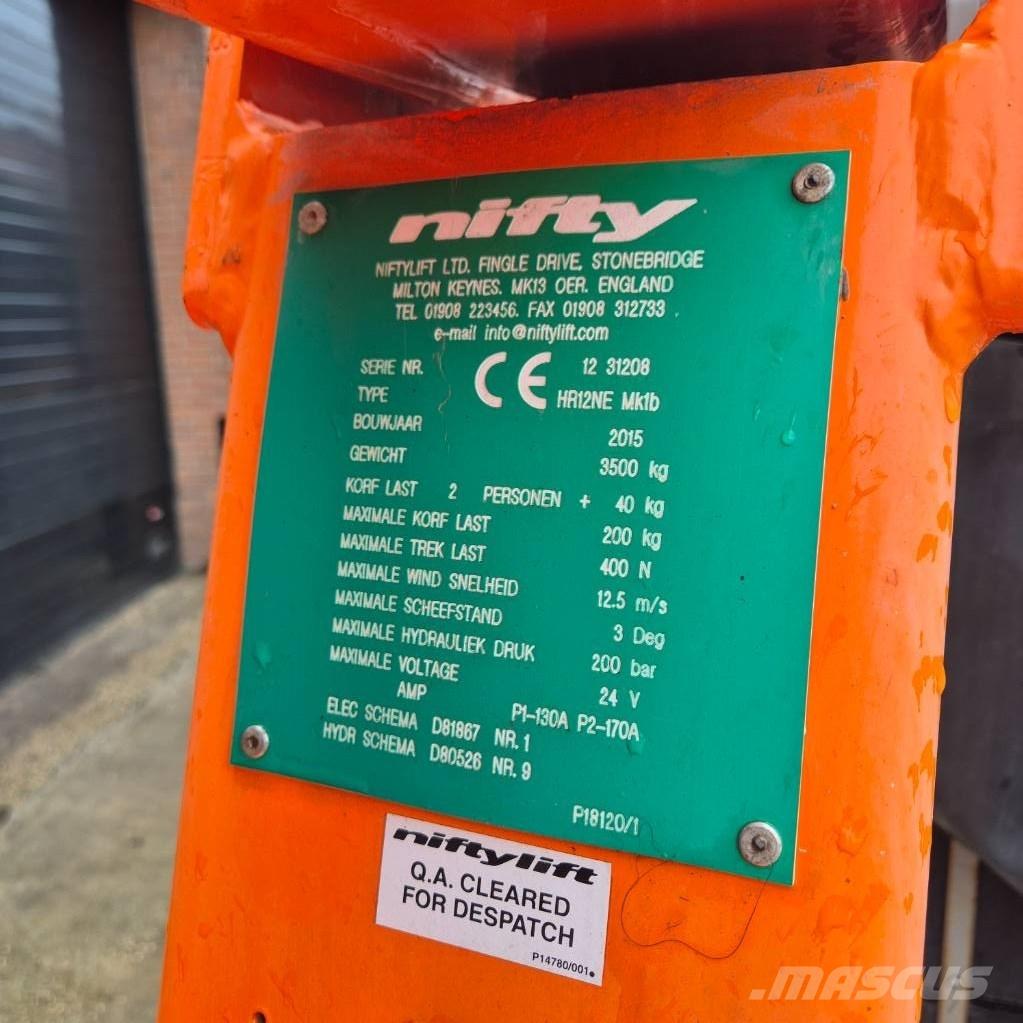 nifty
NIFTYLIFT LTD. FINGLE DRIVE, STONEBRIDGE
MILTON KEYNES. MK13 OER. ENGLAND
TEL 01908 223456. FAX 01908 312733
e-mail info@niftylift.com
SERIE NR. CE 12 31208
TYPE HR12NE Mk1b
BOUWJAAR 2015
GEWICHT 3500 kg
KORF LAST 2 PERSONEN + 40 kg
MAXIMALE KORF LAST 200 kg
MAXIMALE TREK LAST 400 N
MAXIMALE WIND SNELHEID 12.5 m/s
MAXIMALE SCHEEFSTAND 3 Deg
MAXIMALE HYDRAULIEK DRUK 200 bar
MAXIMALE VOLTAGE 24 V
AMP P1-130A P2-170A
ELEC SCHEMA D81867 NR. 1
HYDR SCHEMA D80526 NR. 9
P18120/1
niftylift
Q.A. CLEARED
FOR DESPATCH
P14780/001
MASCUS